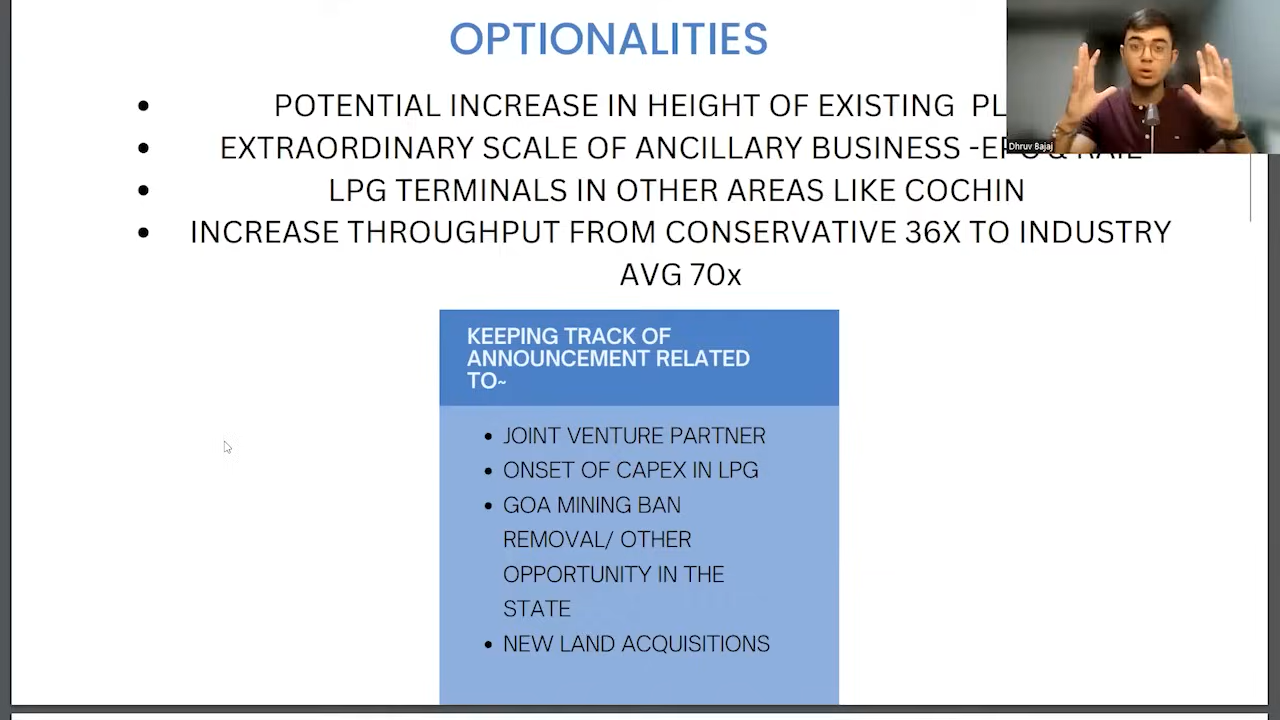 OPTIONALITIES
POTENTIAL INCREASE IN HEIGHT OF EXISTING
EXTRAORDINARY SCALE OF ANCILLARY BUSINESS -EPC & RAIL
LPG TERMINALS IN OTHER AREAS LIKE COCHIN
INCREASE THROUGHPUT FROM CONSERVATIVE 36X TO INDUSTRY
AVG 70x
KEEPING TRACK OF
ANNOUNCEMENT RELATED
TO~
JOINT VENTURE PARTNER
ONSET OF CAPEX IN LPG
GOA MINING BAN
REMOVAL/ OTHER
OPPORTUNITY IN THE
STATE
NEW LAND ACQUISITIONS
Dhruv Bajaj